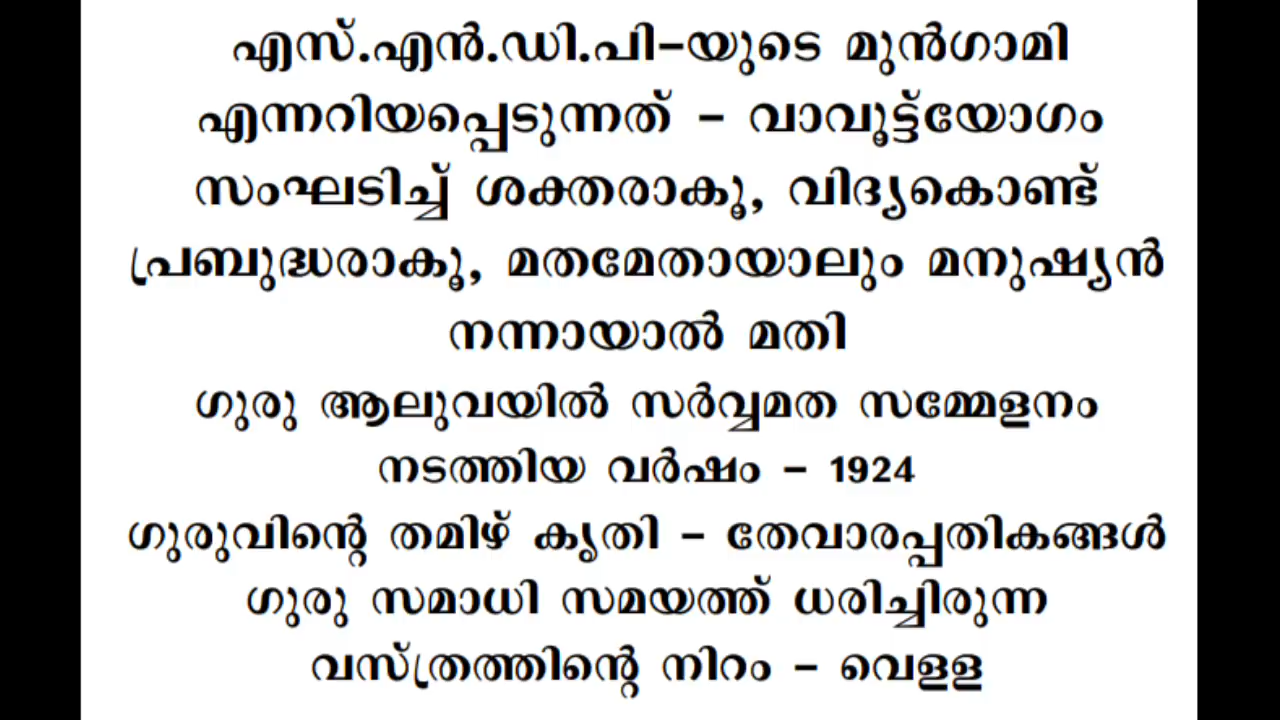 എസ്.എൻ.ഡി.പി-യുടെ മുൻഗാമി
എന്നറിയപ്പെടുന്നത് - വാവൂട്ട്യോഗം
സംഘടിച്ച് ശക്തരാകൂ, വിദ്യകൊണ്ട്
പ്രബുദ്ധരാകൂ, മതമേതായാലും മനുഷ്യൻ
നന്നായാൽ മതി
ഗുരു ആലുവയിൽ സർവ്വമത സമ്മേളനം
നടത്തിയ വർഷം - 1924
ഗുരുവിന്റെ തമിഴ് കൃതി - തേവാരപ്പതികങ്ങൾ
ഗുരു സമാധി സമയത്ത് ധരിച്ചിരുന്ന
വസ്ത്രത്തിന്റെ നിറം - വെള്ള